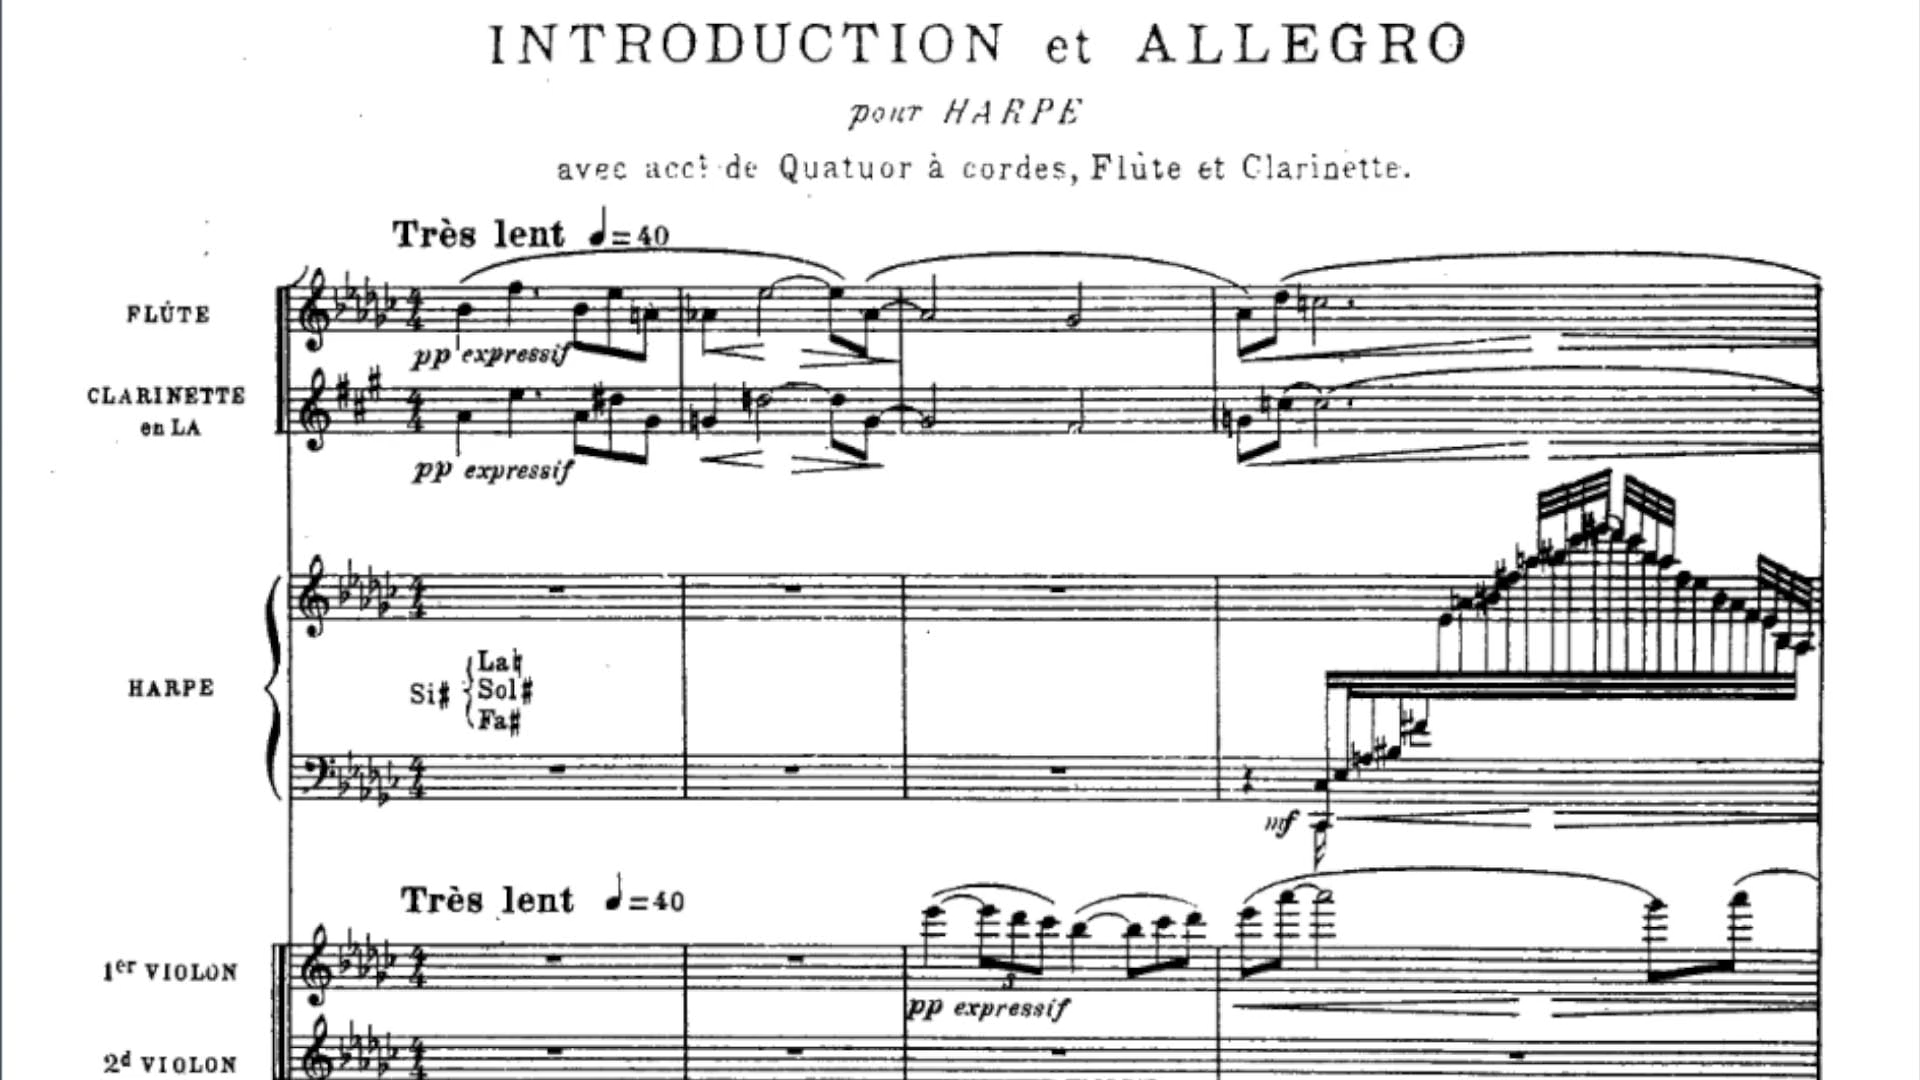 INTRODUCTION et ALLEGRO
pour HARPE
avec acct de Quatuor à cordes, Flûte et Clarinette.
Très lent ♩=40
FLÛTE
pp expressif
CLARINETTE
en LA
pp expressif
HARPE
Si♯ La♮
Sol♯
Fa♯
mf
Très lent ♩=40
1er VIOLON
3
pp expressif
2d VIOLON